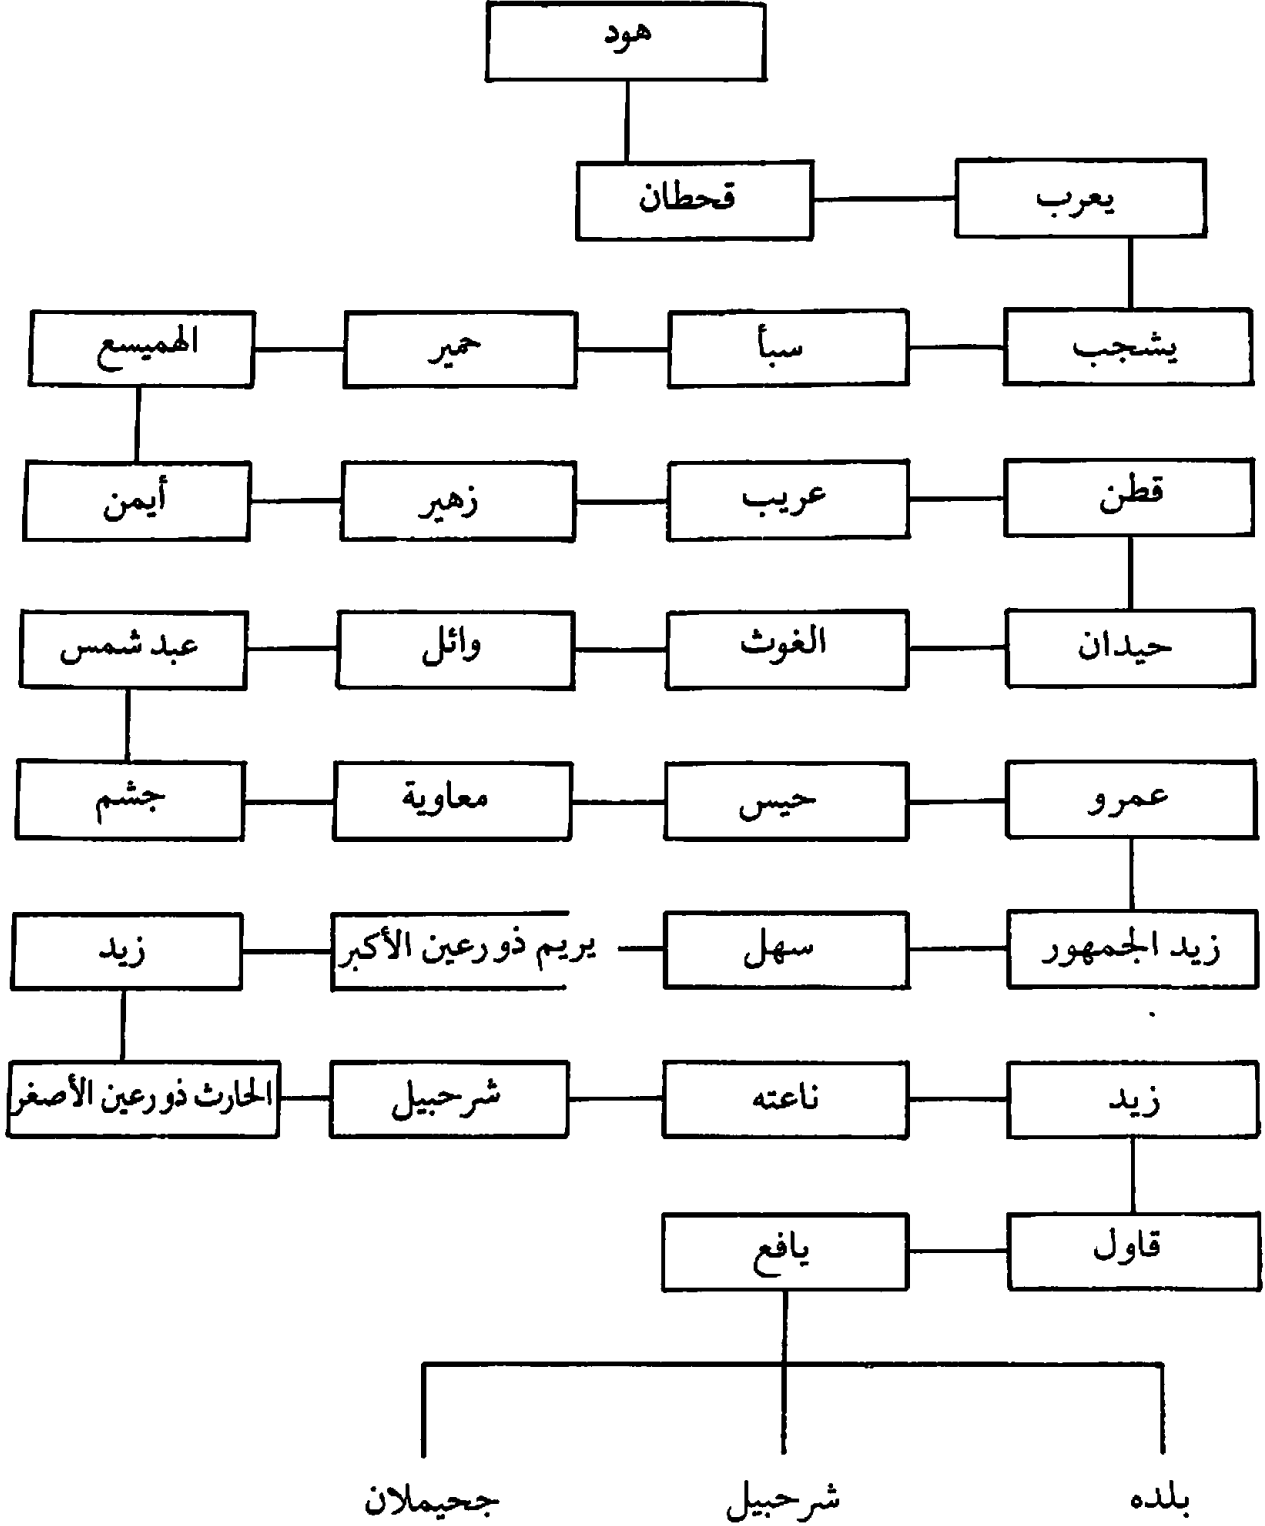 هود
قحطان يعرب
يشجب سبأ حمير الهميسع
قطن عريب زهير أيمن
حيدان الغوث وائل عبد شمس
عمرو حيس معاوية جشم
زيد الجمهور سهل يريم ذو رعين الأكبر زيد
زيد ناعته شرحبيل الحارث ذو رعين الأصغر
قاول يافع
بلده شرحبيل جحيملان